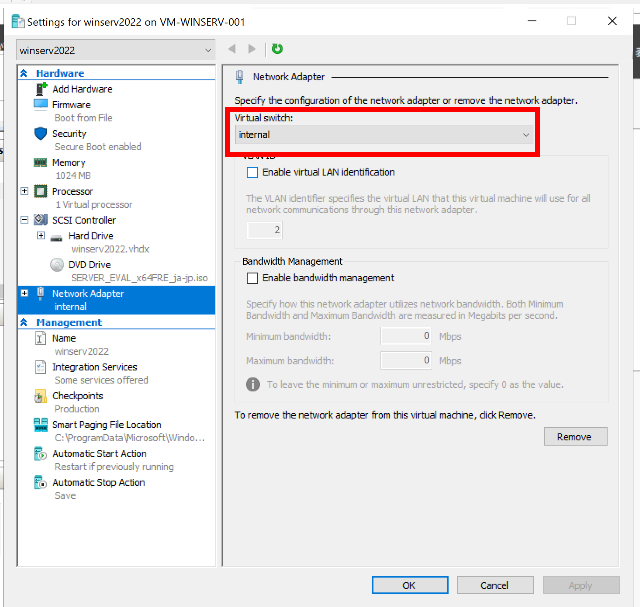 Settings for winserv2022 on VM-WINSERV-001
winserv2022
Hardware
Add Hardware
Firmware
Boot from File
Security
Secure Boot enabled
Memory
1024 MB
Processor
1 Virtual processor
SCSI Controller
Hard Drive
winserv2022.vhdx
DVD Drive
SERVER_EVAL_x64FRE_ja-jp.iso
Network Adapter
internal
Management
Name
winserv2022
Integration Services
Some services offered
Checkpoints
Production
Smart Paging File Location
C:\ProgramData\Microsoft\Windo...
Automatic Start Action
Restart if previously running
Automatic Stop Action
Save
Network Adapter
Specify the configuration of the network adapter or remove the network adapter.
Virtual switch:
internal
VLAN ID
Enable virtual LAN identification
The VLAN identifier specifies the virtual LAN that this virtual machine will use for all
network communications through this network adapter.
2
Bandwidth Management
Enable bandwidth management
Specify how this network adapter utilizes network bandwidth. Both Minimum
Bandwidth and Maximum Bandwidth are measured in Megabits per second.
Minimum bandwidth: 0 Mbps
Maximum bandwidth: 0 Mbps
To leave the minimum or maximum unrestricted, specify 0 as the value.
To remove the network adapter from this virtual machine, click Remove.
Remove
OK
Cancel
Apply